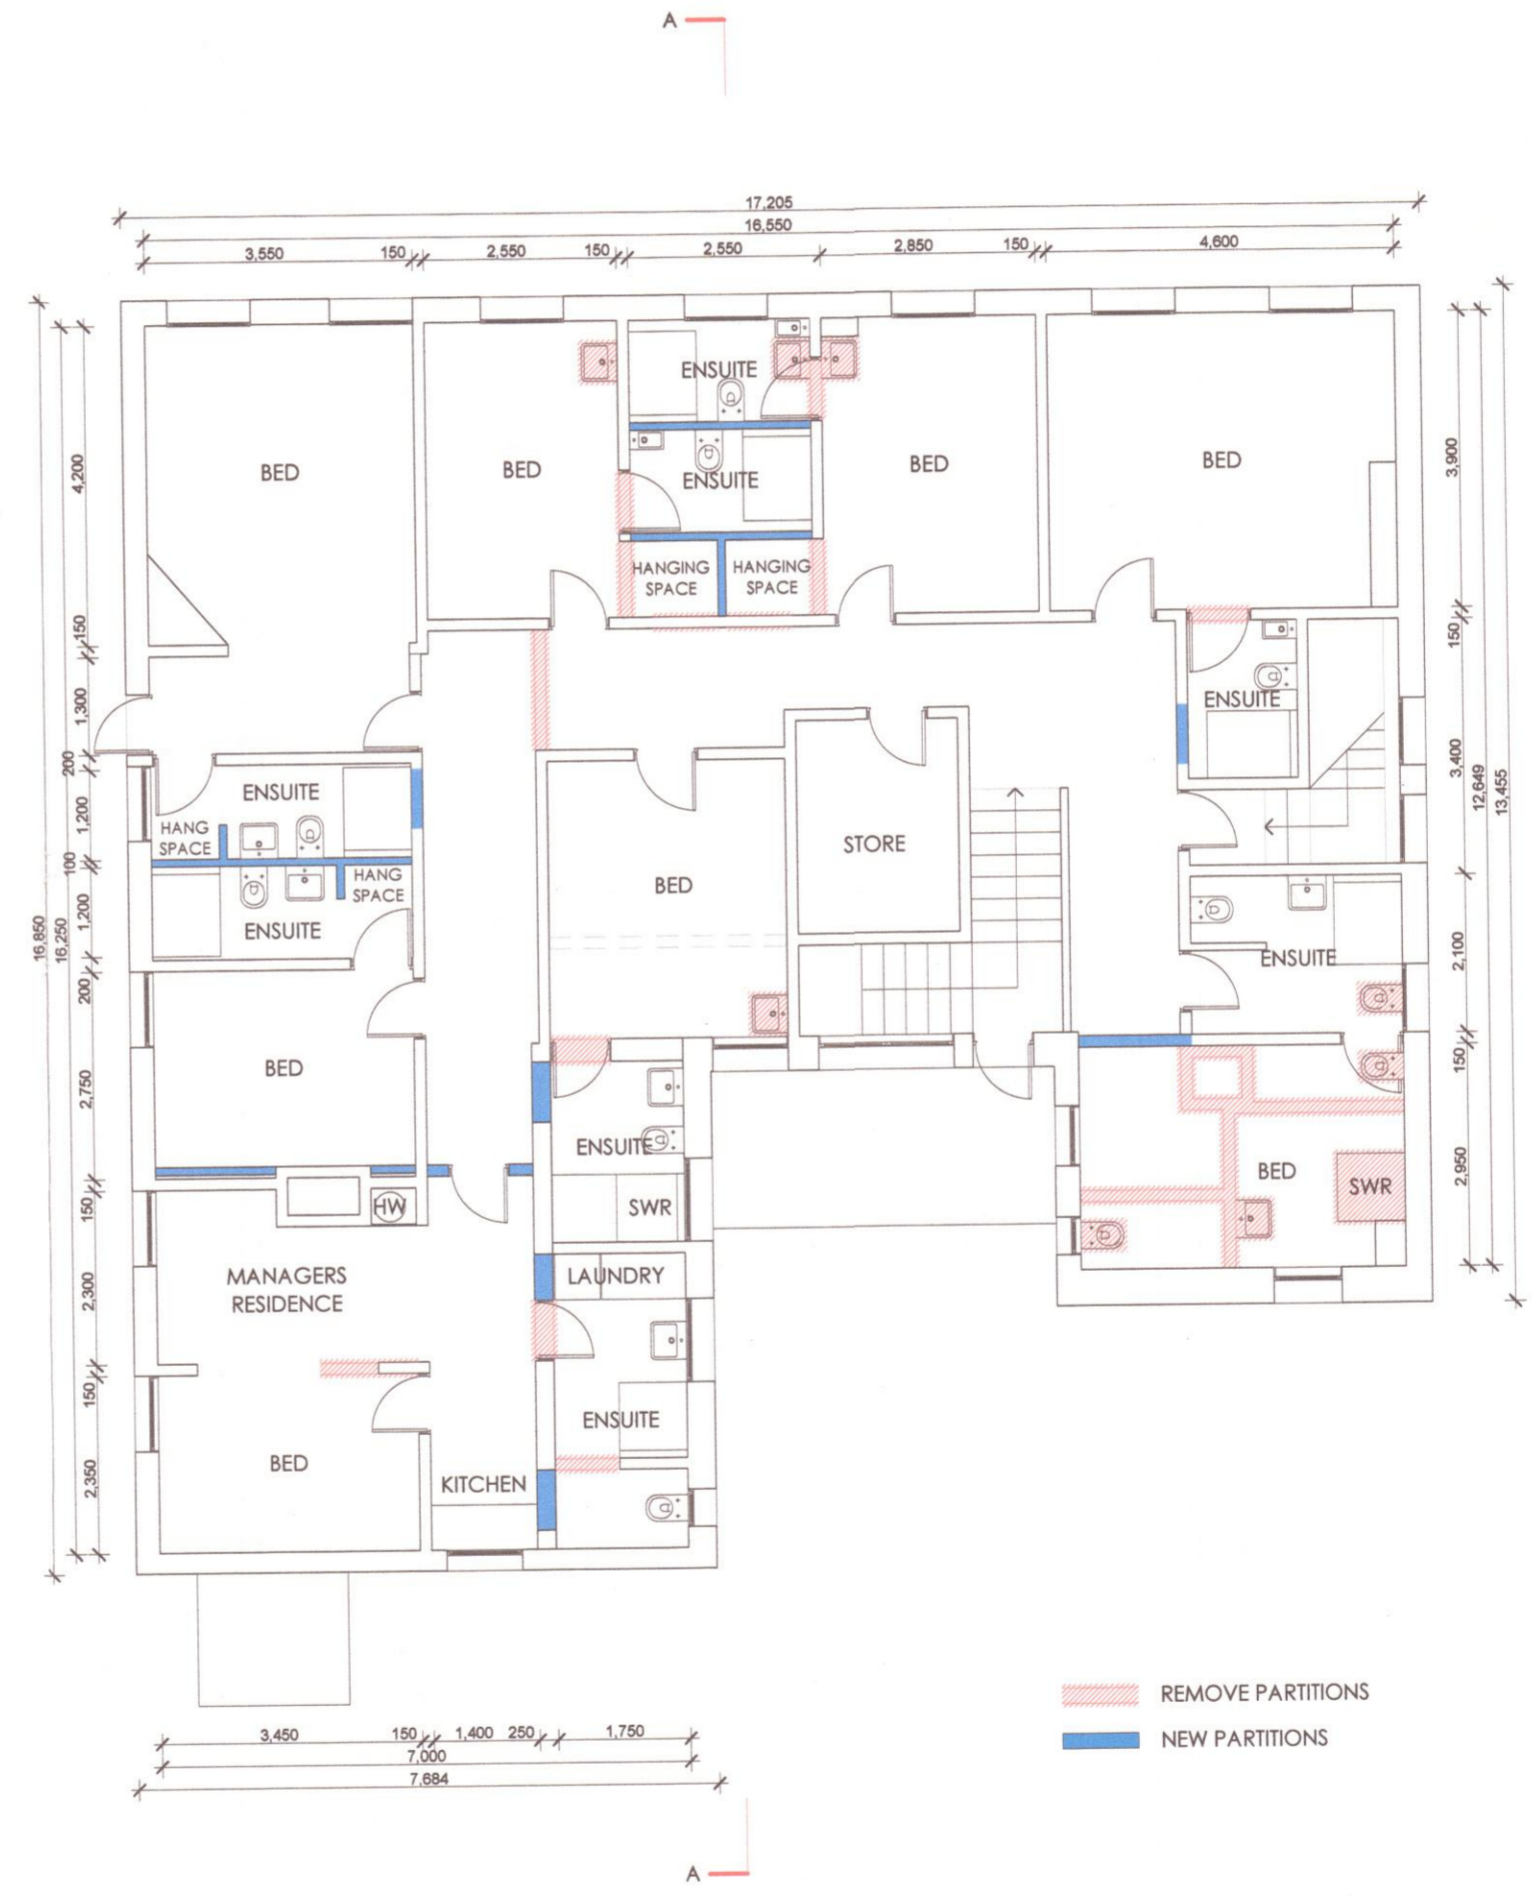 A
17,205
16,550
3,550
150
2,550
150
2,550
2,850
150
4,600
ENSUITE
BED
BED
ENSUITE
BED
BED
HANGING
SPACE
HANGING
SPACE
4,200
150
1,300
200
1,200
100
1,200
200
2,750
150
2,300
150
2,350
16,850
16,250
3,900
150
3,400
2,100
150
2,950
12,649
13,455
ENSUITE
ENSUITE
HANG
SPACE
HANG
SPACE
ENSUITE
STORE
BED
ENSUITE
BED
ENSUITE
BED
SWR
SWR
HW
MANAGERS
RESIDENCE
LAUNDRY
ENSUITE
BED
KITCHEN
REMOVE PARTITIONS
NEW PARTITIONS
3,450
150
1,400
250
1,750
7,000
7,684
A